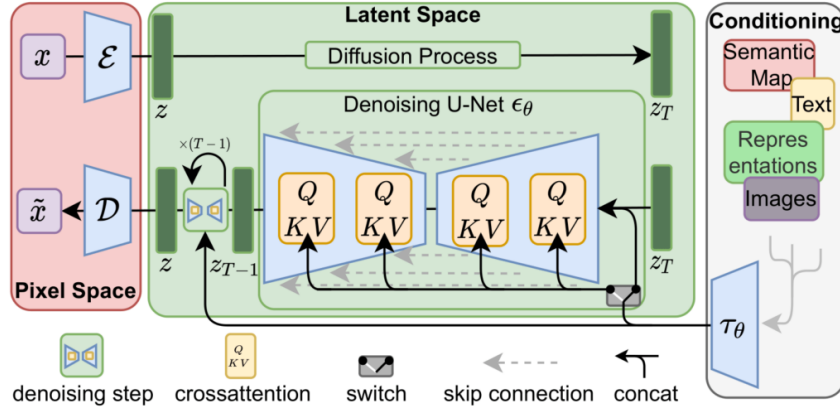 Latent Space
Conditioning
x
ℰ
Diffusion Process
Semantic
Map
z
Denoising U-Net ϵ_θ
z_T
Text
×(T−1)
Repres
entations
Q
KV
Q
KV
Q
KV
Q
KV
x̃
𝒟
Images
z
z_{T−1}
z_T
Pixel Space
τ_θ
Q
KV
denoising step
crossattention
switch
skip connection
concat